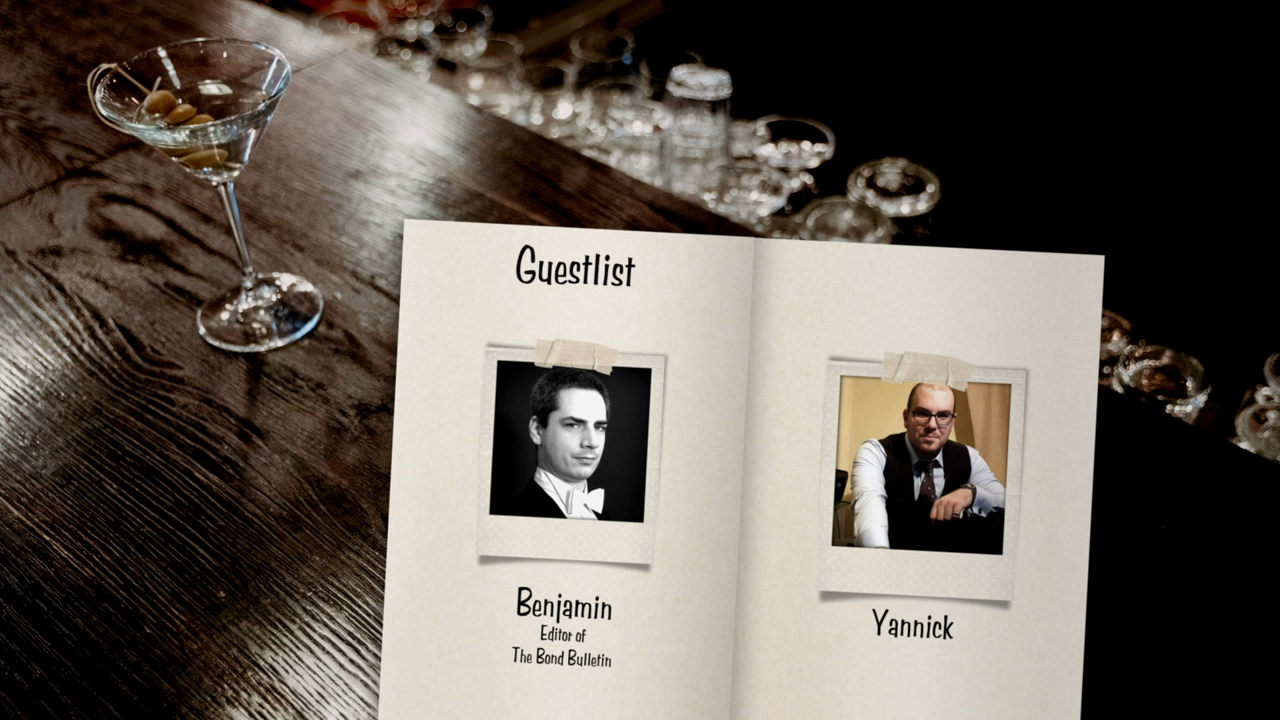 Guestlist
Benjamin
Editor of
The Bond Bulletin
Yannick